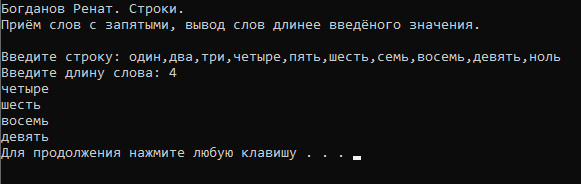 Богданов Ренат. Строки.
Приём слов с запятыми, вывод слов длинее введёного значения.
Введите строку: один,два,три,четыре,пять,шесть,семь,восемь,девять,ноль
Введите длину слова: 4
четыре
шесть
восемь
девять
Для продолжения нажмите любую клавишу . . .